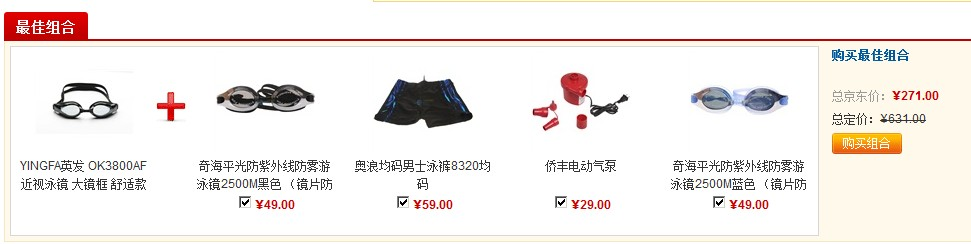 最佳组合
YINGFA英发 OK3800AF
近视泳镜 大镜框 舒适款
奇海平光防紫外线防雾游
泳镜2500M黑色 （镜片防
¥49.00
奥浪均码男士泳裤8320均
码
¥59.00
侨丰电动气泵
¥29.00
奇海平光防紫外线防雾游
泳镜2500M蓝色 （镜片防
¥49.00
购买最佳组合
总京东价：¥271.00
总定价：¥631.00
购买组合